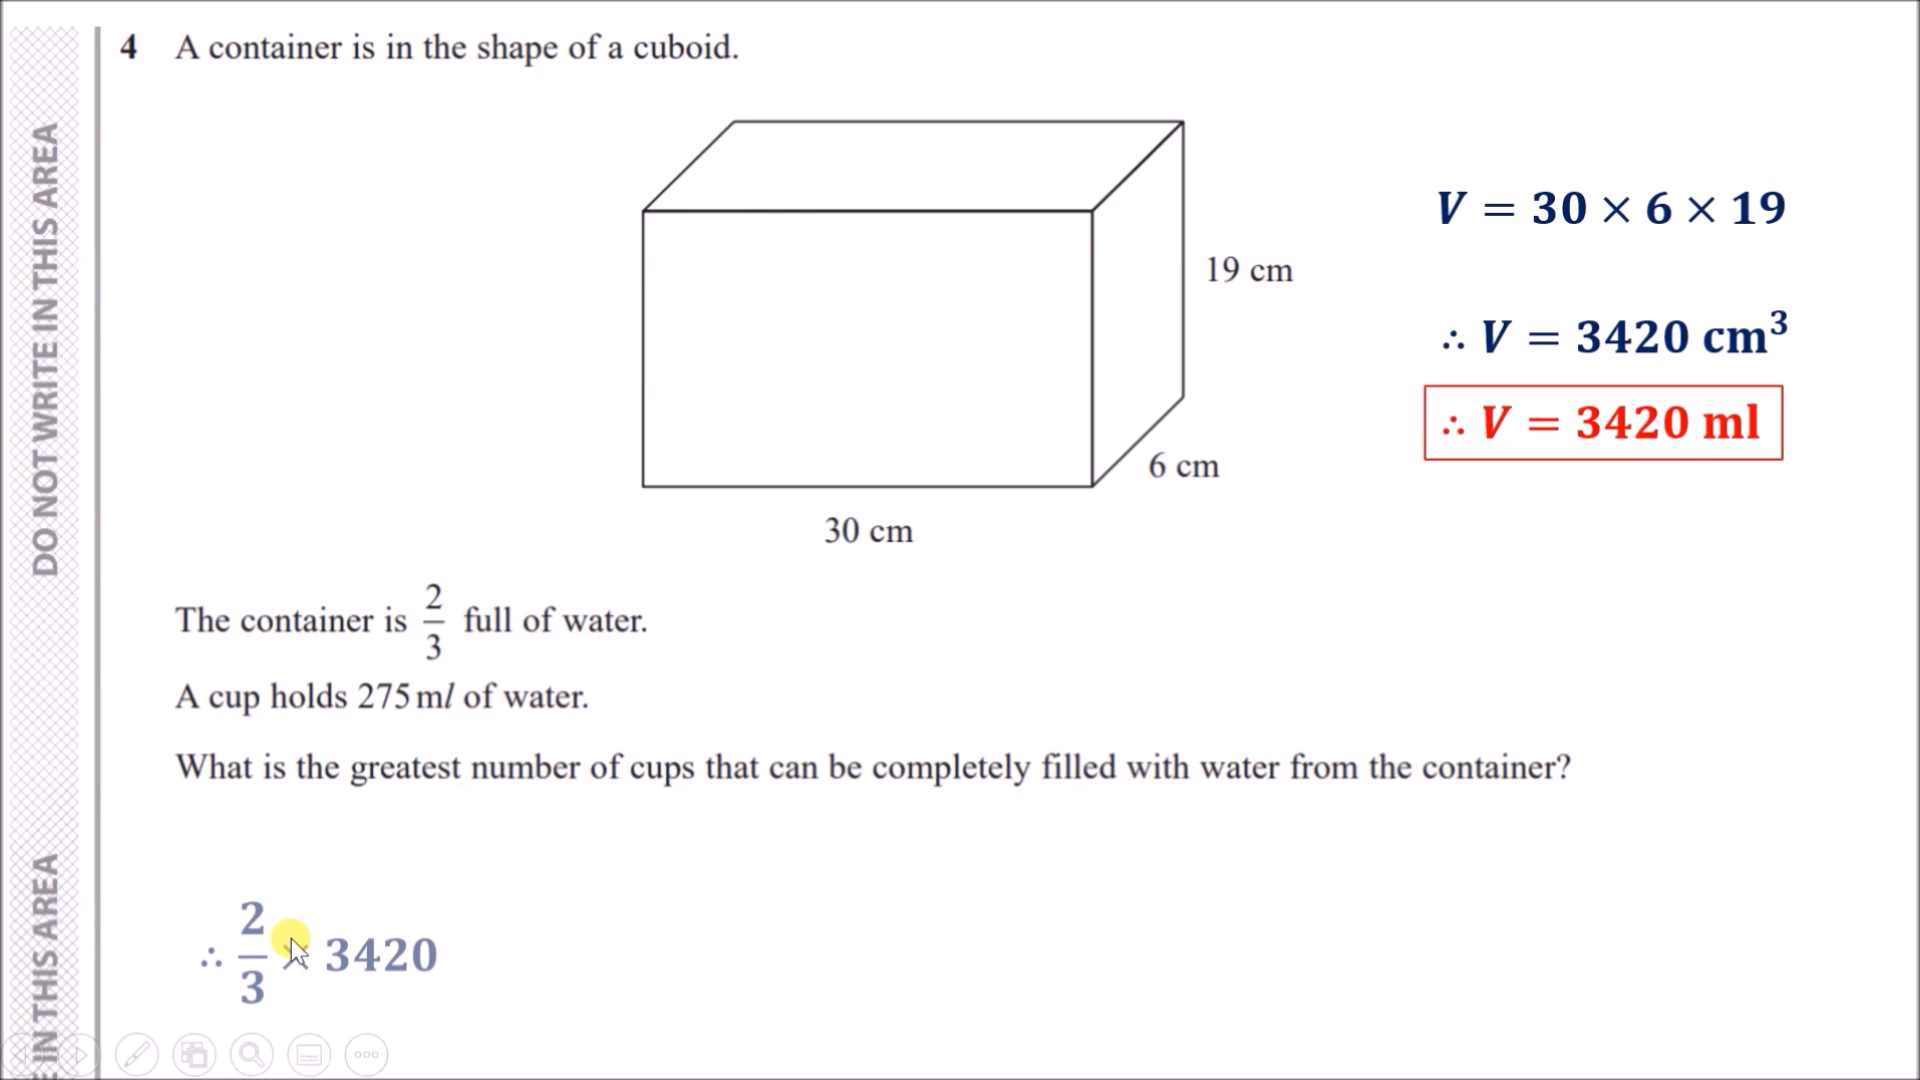 4 A container is in the shape of a cuboid.
V = 30 × 6 × 19
19 cm
∴ V = 3420 cm³
∴ V = 3420 ml
6 cm
30 cm
The container is 2/3 full of water.
A cup holds 275 ml of water.
What is the greatest number of cups that can be completely filled with water from the container?
∴ 2/3 × 3420
DO NOT WRITE IN THIS AREA
IN THIS AREA